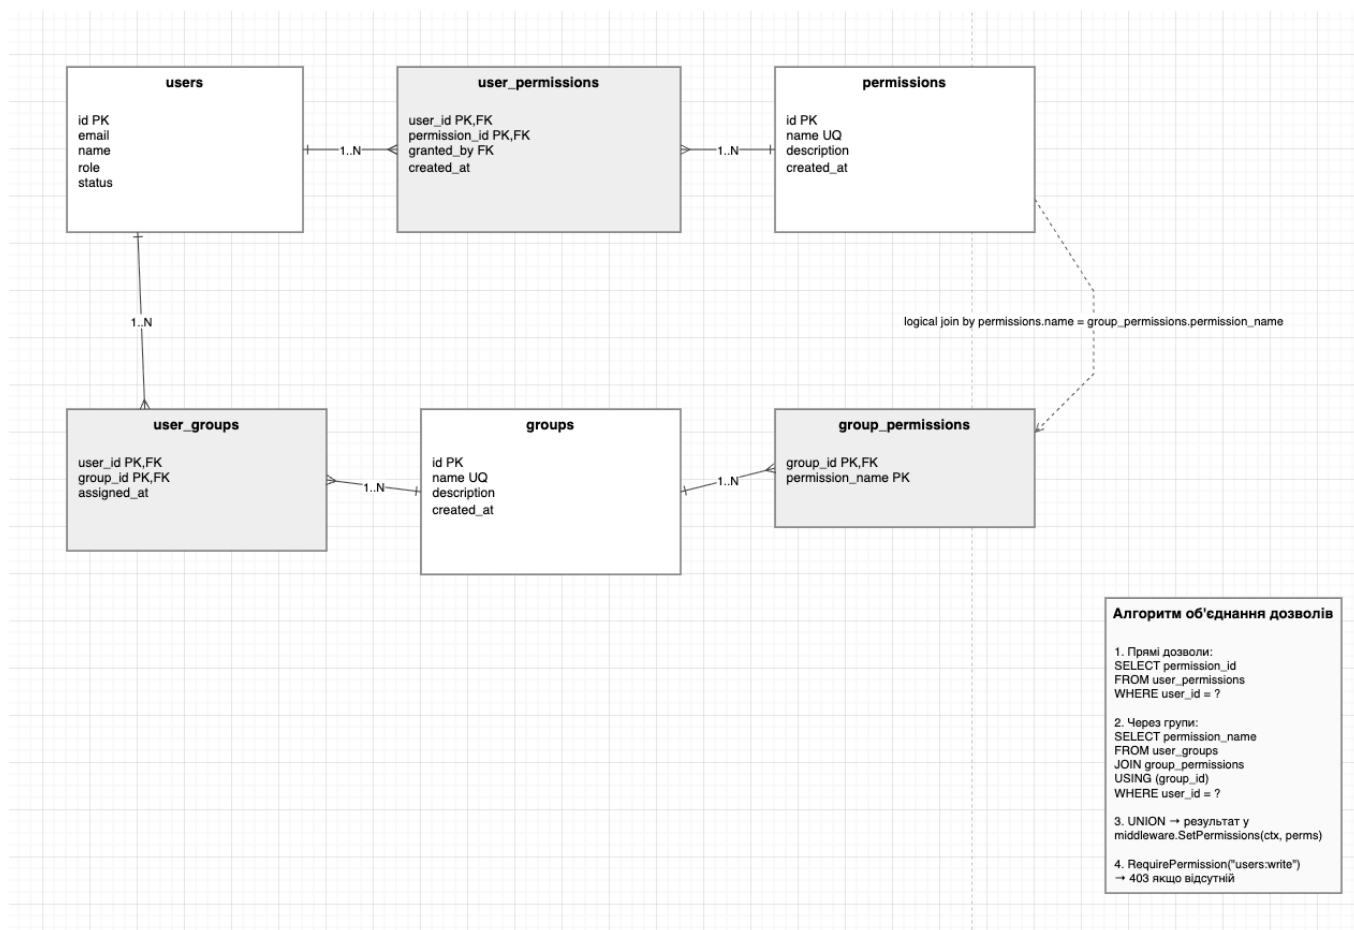 users
id PK
email
name
role
status
1..N
user_permissions
user_id PK,FK
permission_id PK,FK
granted_by FK
created_at
1..N
permissions
id PK
name UQ
description
created_at
1..N
logical join by permissions.name = group_permissions.permission_name
user_groups
user_id PK,FK
group_id PK,FK
assigned_at
1..N
groups
id PK
name UQ
description
created_at
1..N
group_permissions
group_id PK,FK
permission_name PK
Алгоритм об'єднання дозволів
1. Прямі дозволи:
SELECT permission_id
FROM user_permissions
WHERE user_id = ?
2. Через групи:
SELECT permission_name
FROM user_groups
JOIN group_permissions
USING (group_id)
WHERE user_id = ?
3. UNION → результат у
middleware.SetPermissions(ctx, perms)
4. RequirePermission("users:write")
→ 403 якщо відсутній